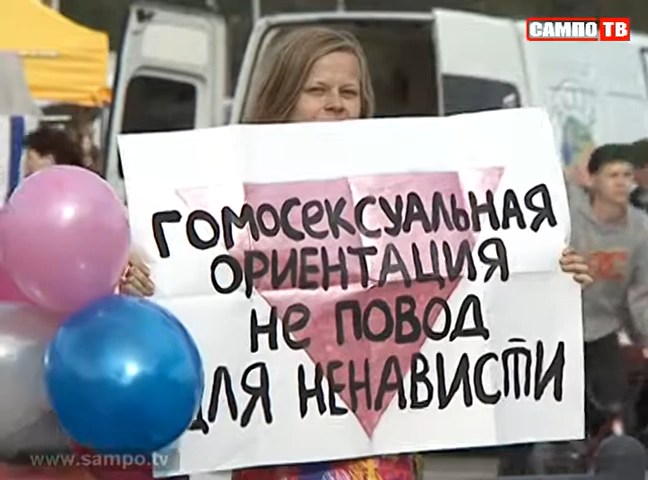 САМПО ТВ
ГОМОСЕКСУАЛЬНАЯ
ОРИЕНТАЦИЯ
НЕ ПОВОД
ДЛЯ НЕНАВИСТИ
www.sampo.tv